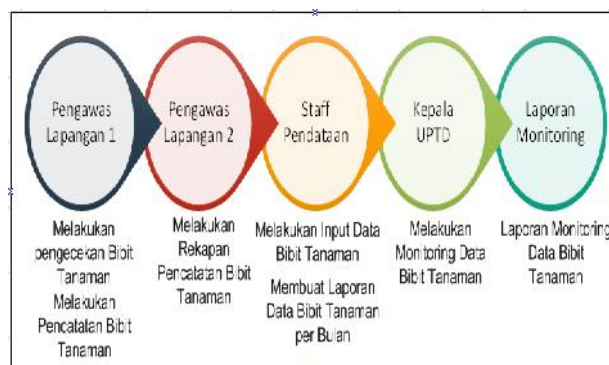 Pengawas
Lapangan 1
Pengawas
Lapangan 2
Staff
Pendataan
Kepala
UPTD
Laporan
Monitoring
Melakukan
pengecekan Bibit
Tanaman
Melakukan
Pencatatan Bibit
Tanaman
Melakukan
Rekapan
Pencatatan Bibit
Tanaman
Melakukan Input Data
Bibit Tanaman
Membuat Laporan
Data Bibit Tanaman
per Bulan
Melakukan
Monitoring Data
Bibit Tanaman
Laporan Monitoring
Data Bibit
Tanaman